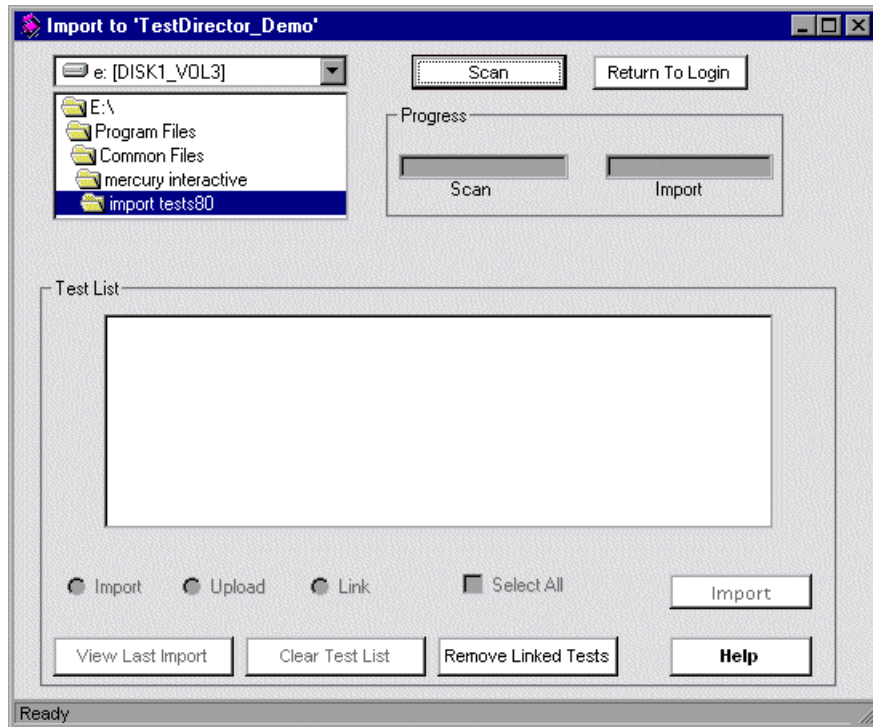 Import to 'TestDirector_Demo'
e: [DISK1_VOL3]
Scan
Return To Login
E:\
Program Files
Common Files
mercury interactive
import tests80
Progress
Scan
Import
Test List
Import
Upload
Link
Select All
Import
View Last Import
Clear Test List
Remove Linked Tests
Help
Ready